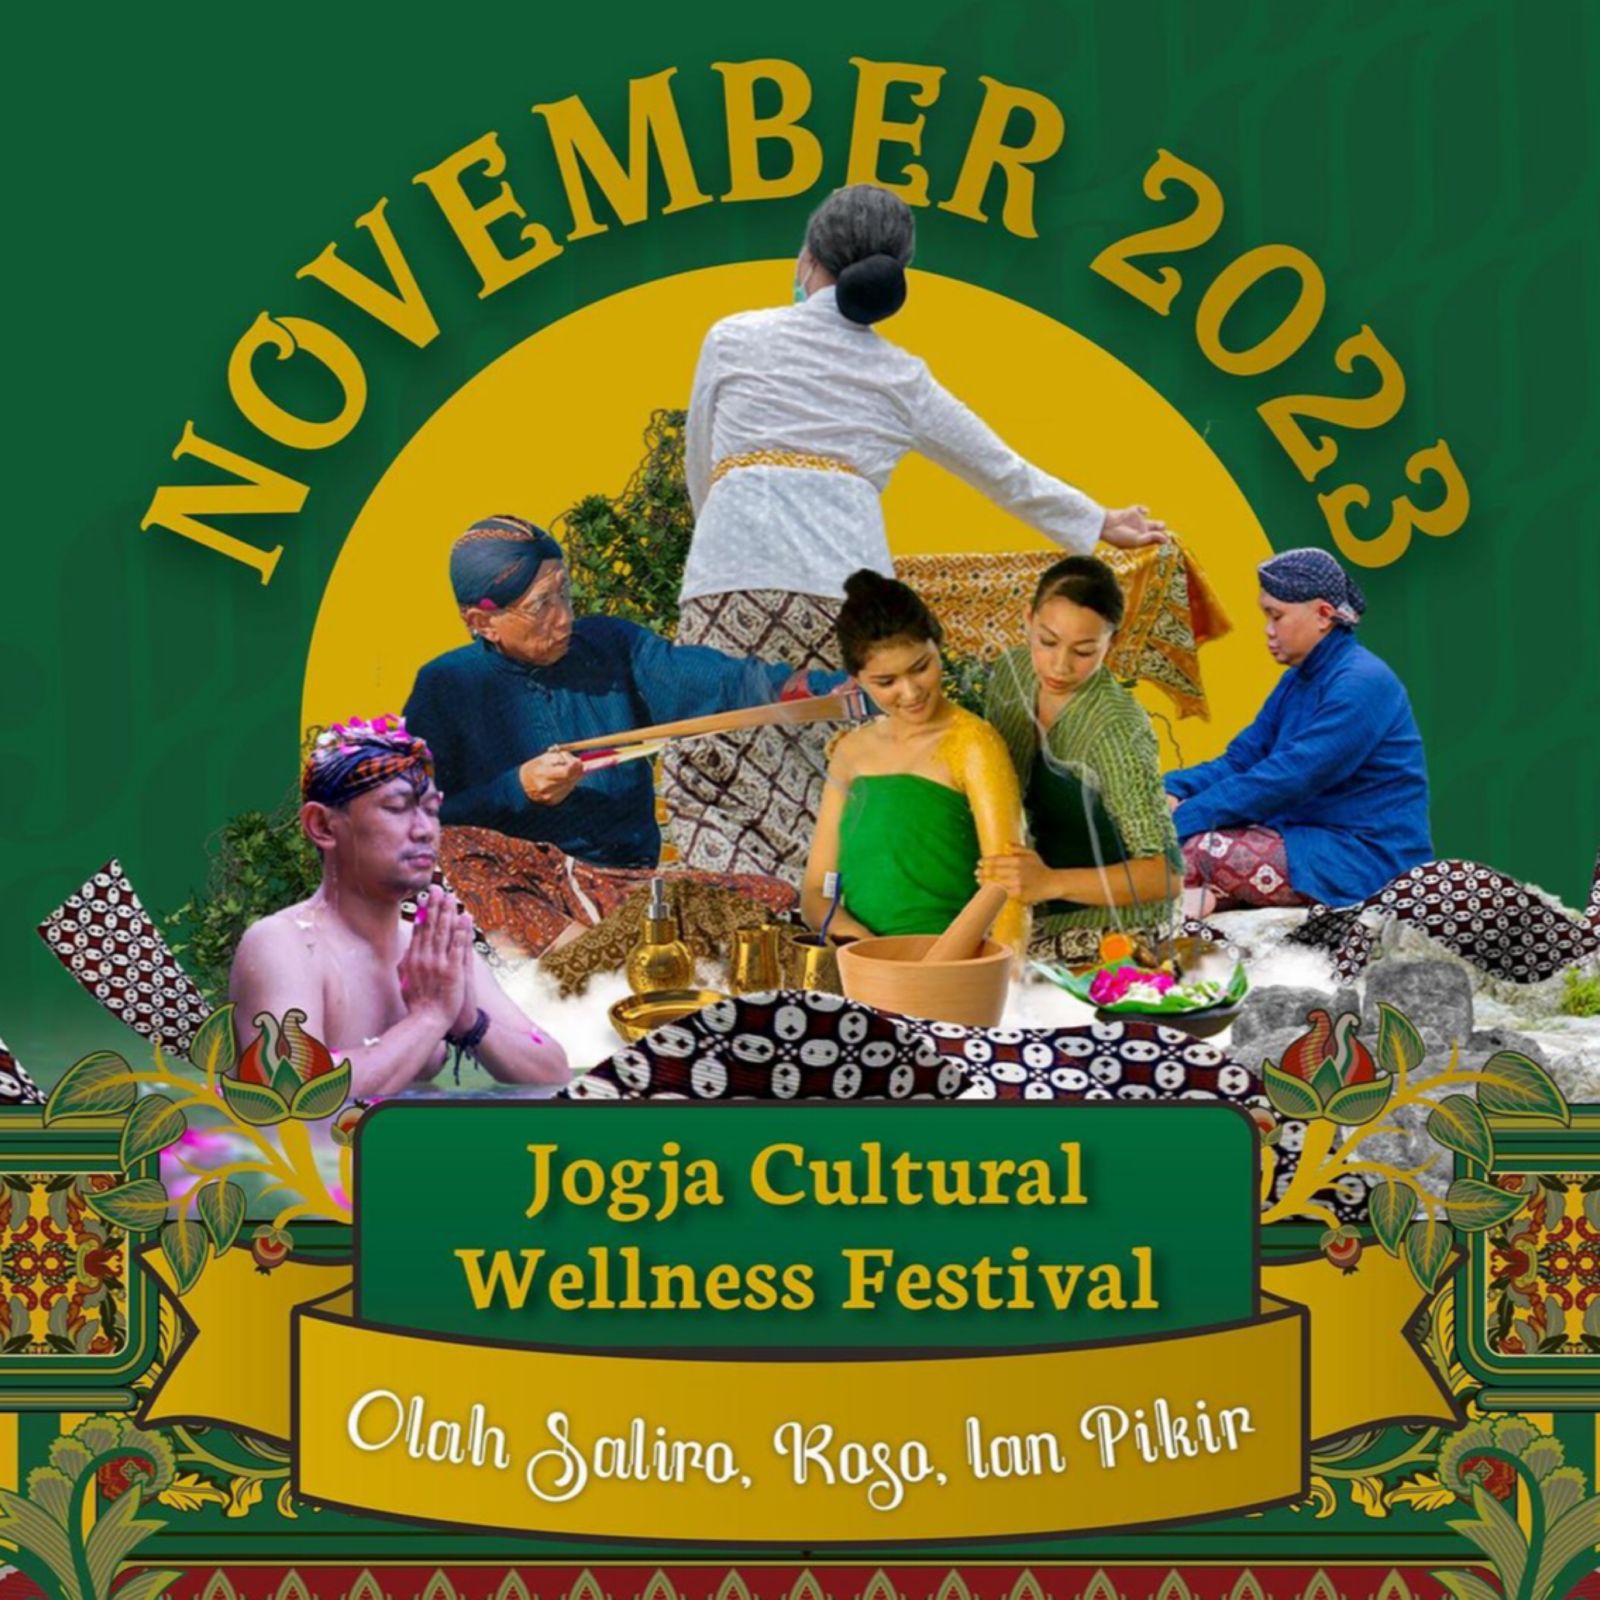 NOVEMBER 2023
Jogja Cultural
Wellness Festival
Olah Saliro, Roso, lan Pikir